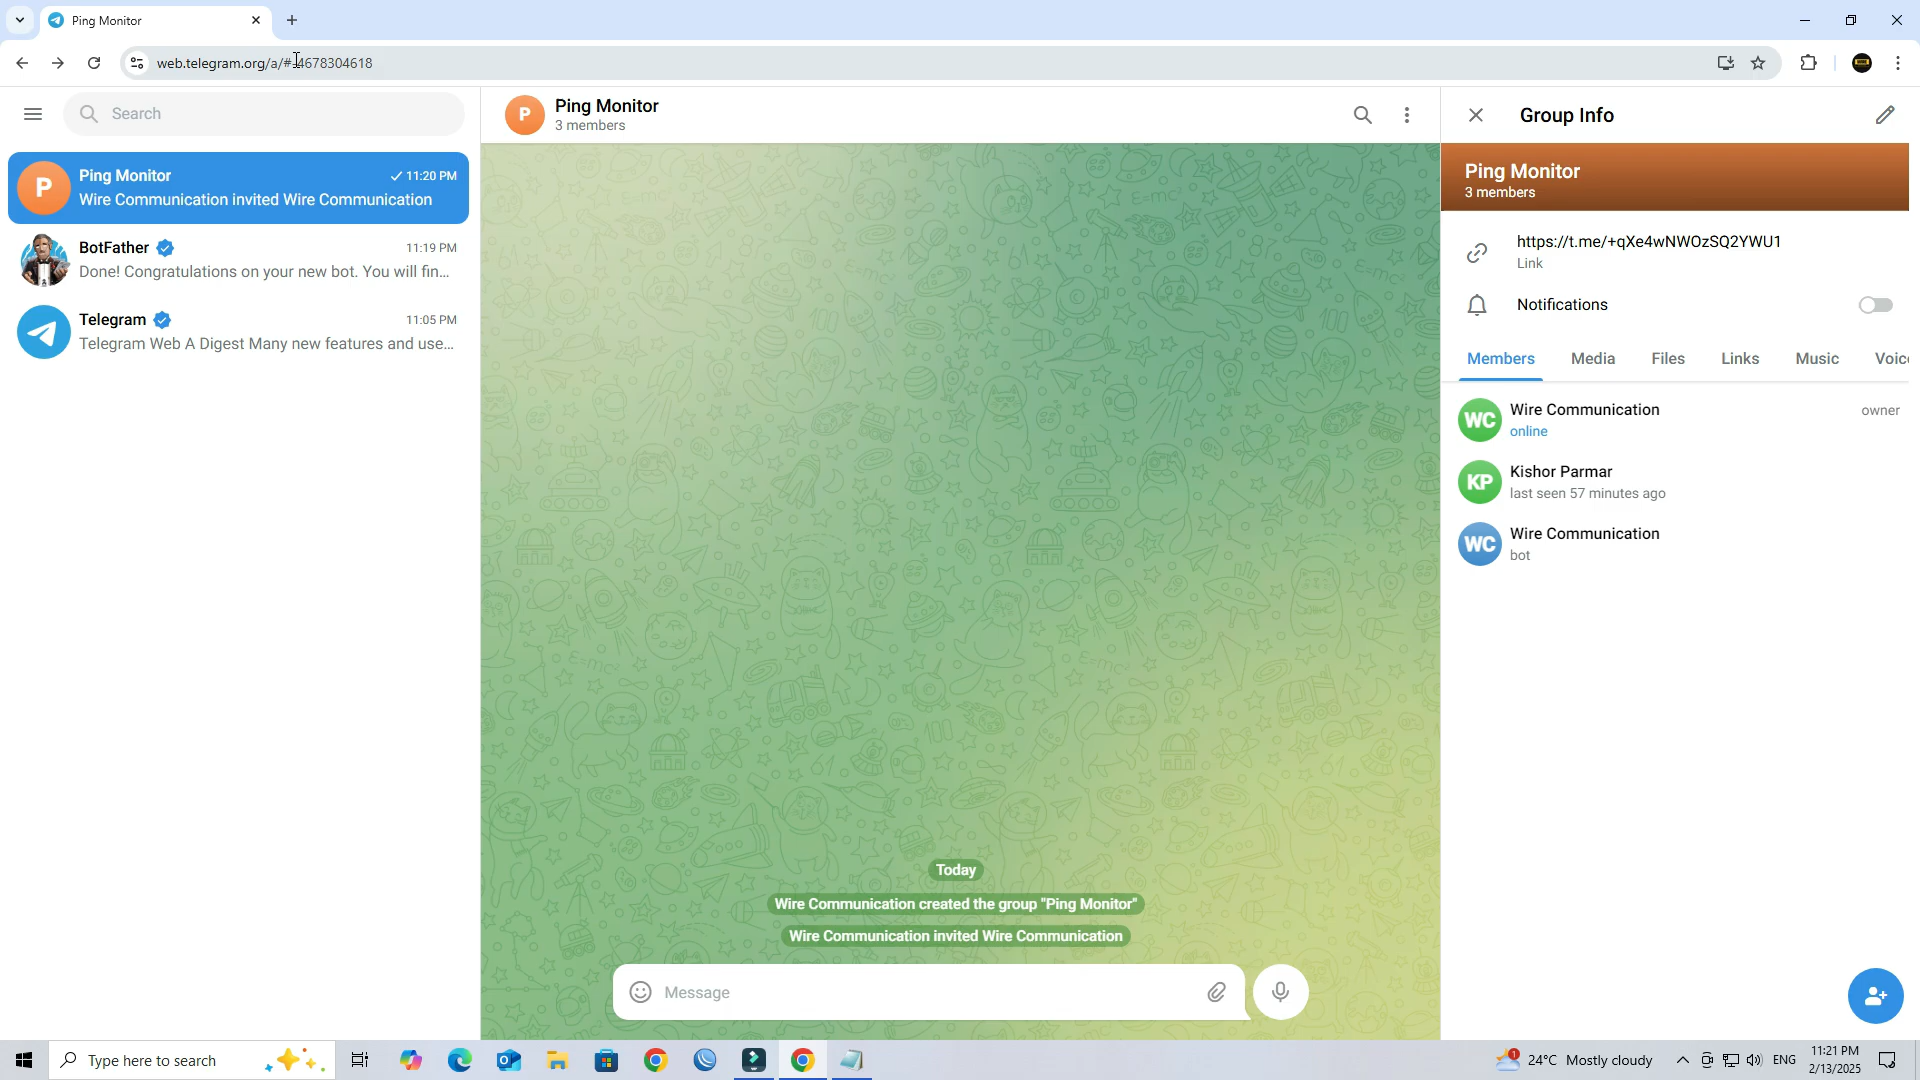 Ping Monitor
web.telegram.org/a/#-4678304618
Search
Ping Monitor
11:20 PM
Wire Communication invited Wire Communication
BotFather
11:19 PM
Done! Congratulations on your new bot. You will fin...
Telegram
11:05 PM
Telegram Web A Digest Many new features and use...
P
P
Ping Monitor
3 members
Today
Wire Communication created the group "Ping Monitor"
Wire Communication invited Wire Communication
Message
Group Info
Ping Monitor
3 members
https://t.me/+qXe4wNWOzSQ2YWU1
Link
Notifications
Members
Media
Files
Links
Music
Voic
WC
Wire Communication
owner
online
KP
Kishor Parmar
last seen 57 minutes ago
WC
Wire Communication
bot
Type here to search
1
24°C Mostly cloudy
ENG
11:21 PM
2/13/2025